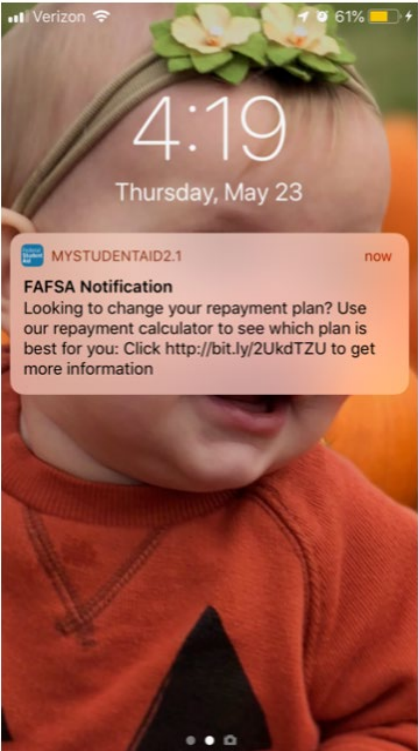 Verizon 61%
4:19
Thursday, May 23
MYSTUDENTAID2.1 now
FAFSA Notification
Looking to change your repayment plan? Use
our repayment calculator to see which plan is
best for you: Click http://bit.ly/2UkdTZU to get
more information